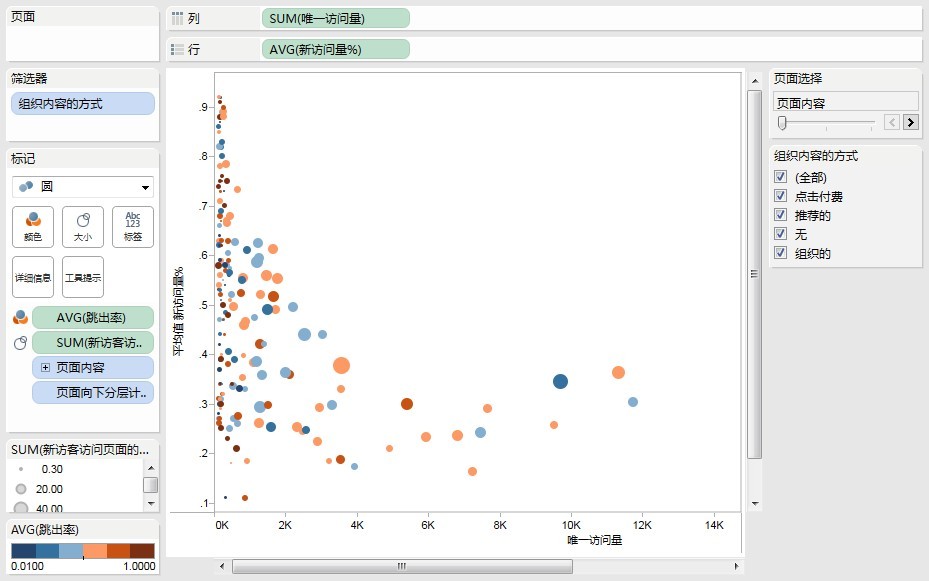 页面
列
SUM(唯一访问量)
行
AVG(新访问量%)
筛选器
组织内容的方式
标记
圆
颜色
大小
Abc
123
标签
详细信息
工具提示
AVG(跳出率)
SUM(新访客访..
页面内容
页面向下分层计..
SUM(新访客访问页面的...
0.30
20.00
40.00
AVG(跳出率)
0.0100
1.0000
平均值 新访问量%
.9
.8
.7
.6
.5
.4
.3
.2
.1
0K
2K
4K
6K
8K
10K
12K
14K
唯一访问量
页面选择
页面内容
组织内容的方式
(全部)
点击付费
推荐的
无
组织的